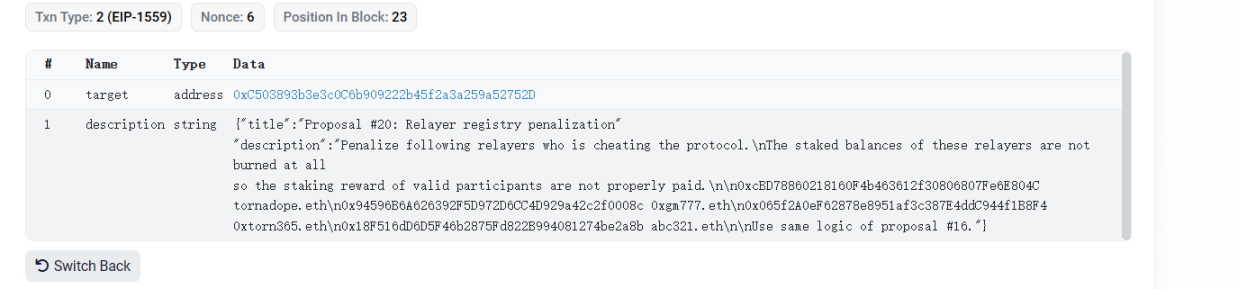 Txn Type: 2 (EIP-1559) Nonce: 6 Position In Block: 23
# Name Type Data
0 target address 0xC503893b3e3c0C6b909222b45f2a3a259a52752D
1 description string {"title":"Proposal #20: Relayer registry penalization"
"description":"Penalize following relayers who is cheating the protocol.\nThe staked balances of these relayers are not
burned at all
so the staking reward of valid participants are not properly paid.\n\n0xcBD78860218160F4b463612f30806807Fe6E804C
tornadope.eth\n0x94596B6A626392F5D972D6CC4D929a42c2f0008c 0xgm777.eth\n0x065f2A0eF62878e8951af3c387E4ddC944f1B8F4
0xtorn365.eth\n0x18F516dD6D5F46b2875Fd822B994081274be2a8b abc321.eth\n\nUse same logic of proposal #16."}
Switch Back